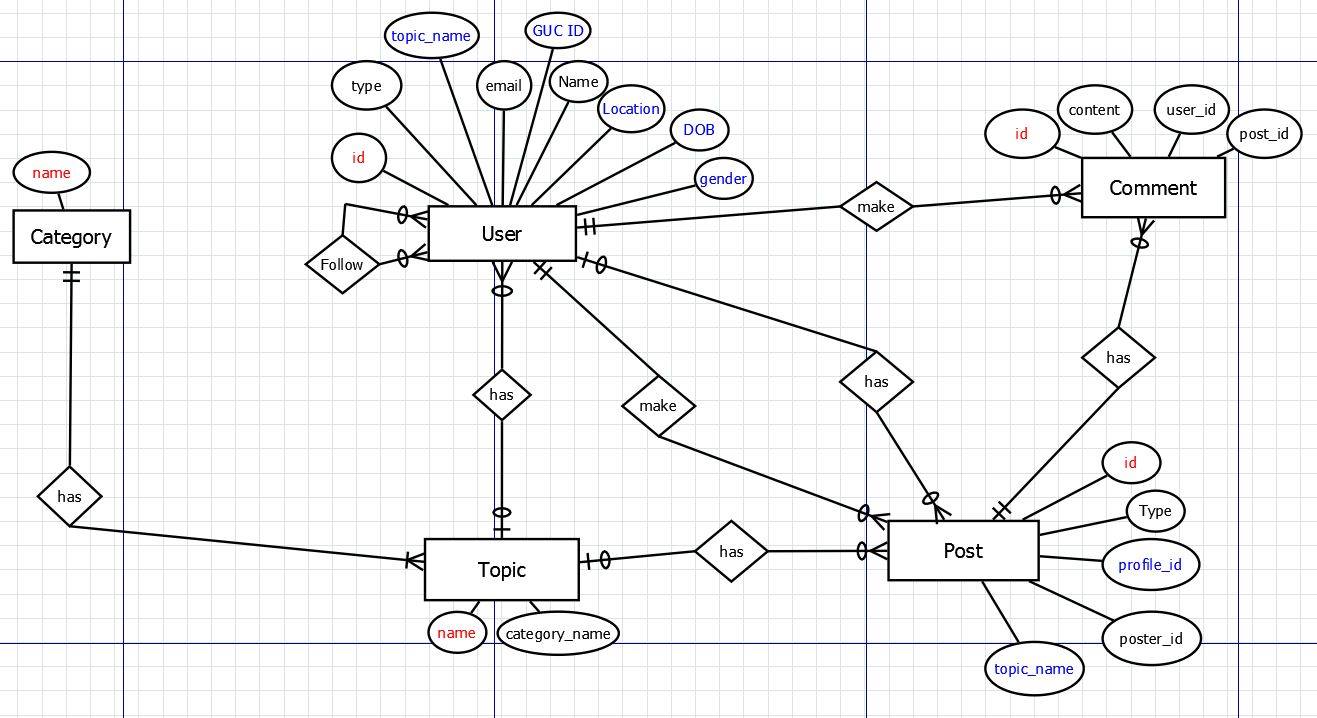 topic_name
GUC ID
type
email
Name
Location
DOB
id
gender
name
Category
User
Follow
make
id
content
user_id
post_id
Comment
has
make
has
has
has
id
Type
profile_id
poster_id
topic_name
Post
has
Topic
name
category_name